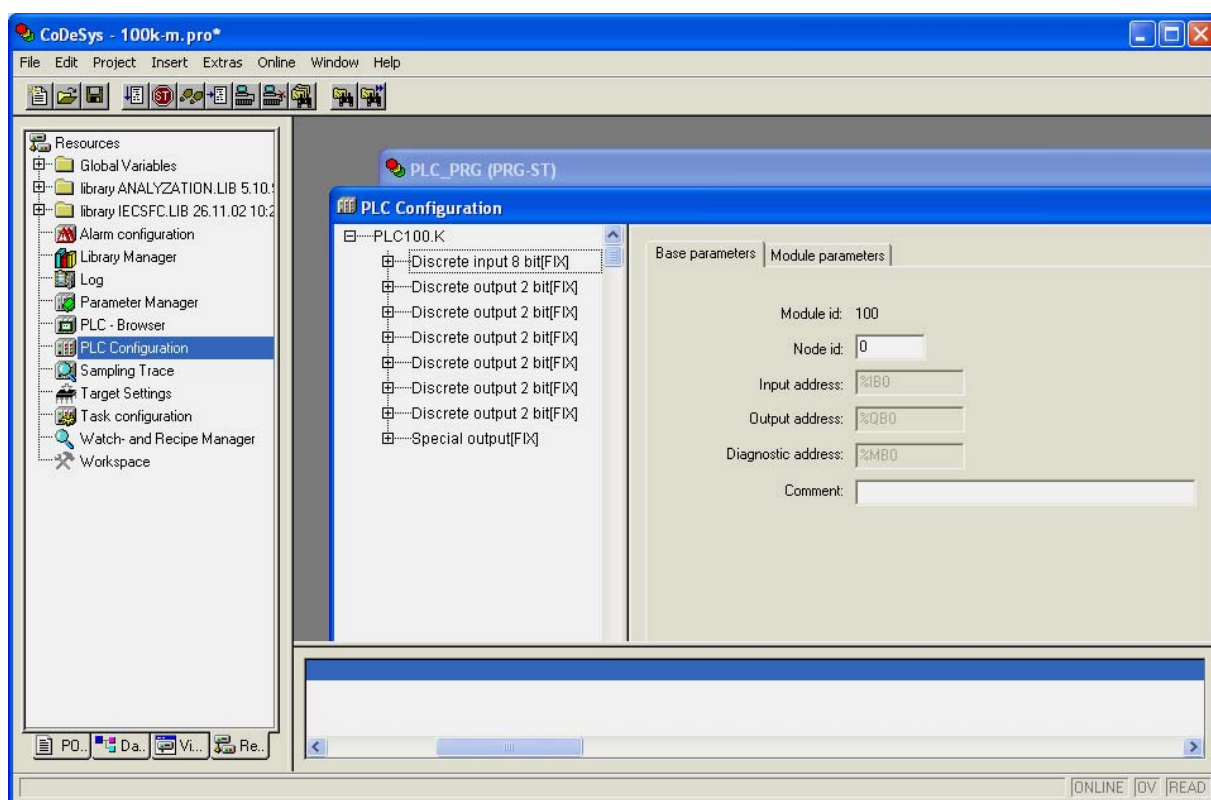 CoDeSys - 100k-m.pro*
File Edit Project Insert Extras Online Window Help
Resources
Global Variables
library ANALYZATION.LIB 5.10.9
library IECSFC.LIB 26.11.02 10:2
Alarm configuration
Library Manager
Log
Parameter Manager
PLC - Browser
PLC Configuration
Sampling Trace
Target Settings
Task configuration
Watch- and Recipe Manager
Workspace
PO.. Da.. Vi... Re..
PLC_PRG (PRG-ST)
PLC Configuration
PLC100.K
Discrete input 8 bit[FIX]
Discrete output 2 bit[FIX]
Discrete output 2 bit[FIX]
Discrete output 2 bit[FIX]
Discrete output 2 bit[FIX]
Discrete output 2 bit[FIX]
Discrete output 2 bit[FIX]
Special output[FIX]
Base parameters Module parameters
Module id: 100
Node id: 0
Input address: %IB0
Output address: %QB0
Diagnostic address: %MB0
Comment:
ONLINE OV READ